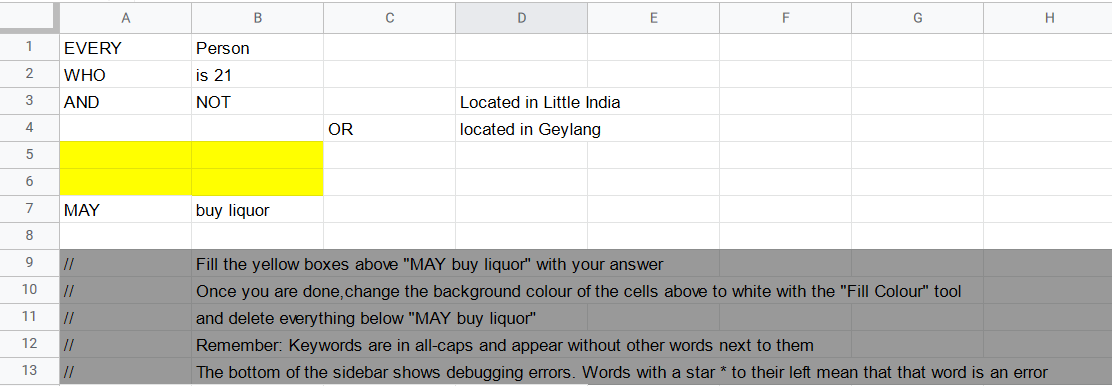 A B C D E F G H
1 EVERY Person
2 WHO is 21
3 AND NOT Located in Little India
4 OR located in Geylang
5
6
7 MAY buy liquor
8
9 // Fill the yellow boxes above "MAY buy liquor" with your answer
10 // Once you are done,change the background colour of the cells above to white with the "Fill Colour" tool
11 // and delete everything below "MAY buy liquor"
12 // Remember: Keywords are in all-caps and appear without other words next to them
13 // The bottom of the sidebar shows debugging errors. Words with a star * to their left mean that that word is an error